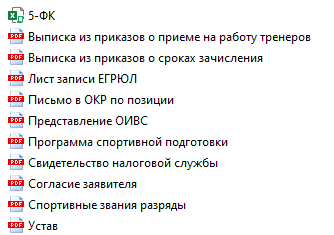 5-ФК
Выписка из приказов о приеме на работу тренеров
Выписка из приказов о сроках зачисления
Лист записи ЕГРЮЛ
Письмо в ОКР по позиции
Представление ОИВС
Программа спортивной подготовки
Свидетельство налоговой службы
Согласие заявителя
Спортивные звания разряды
Устав